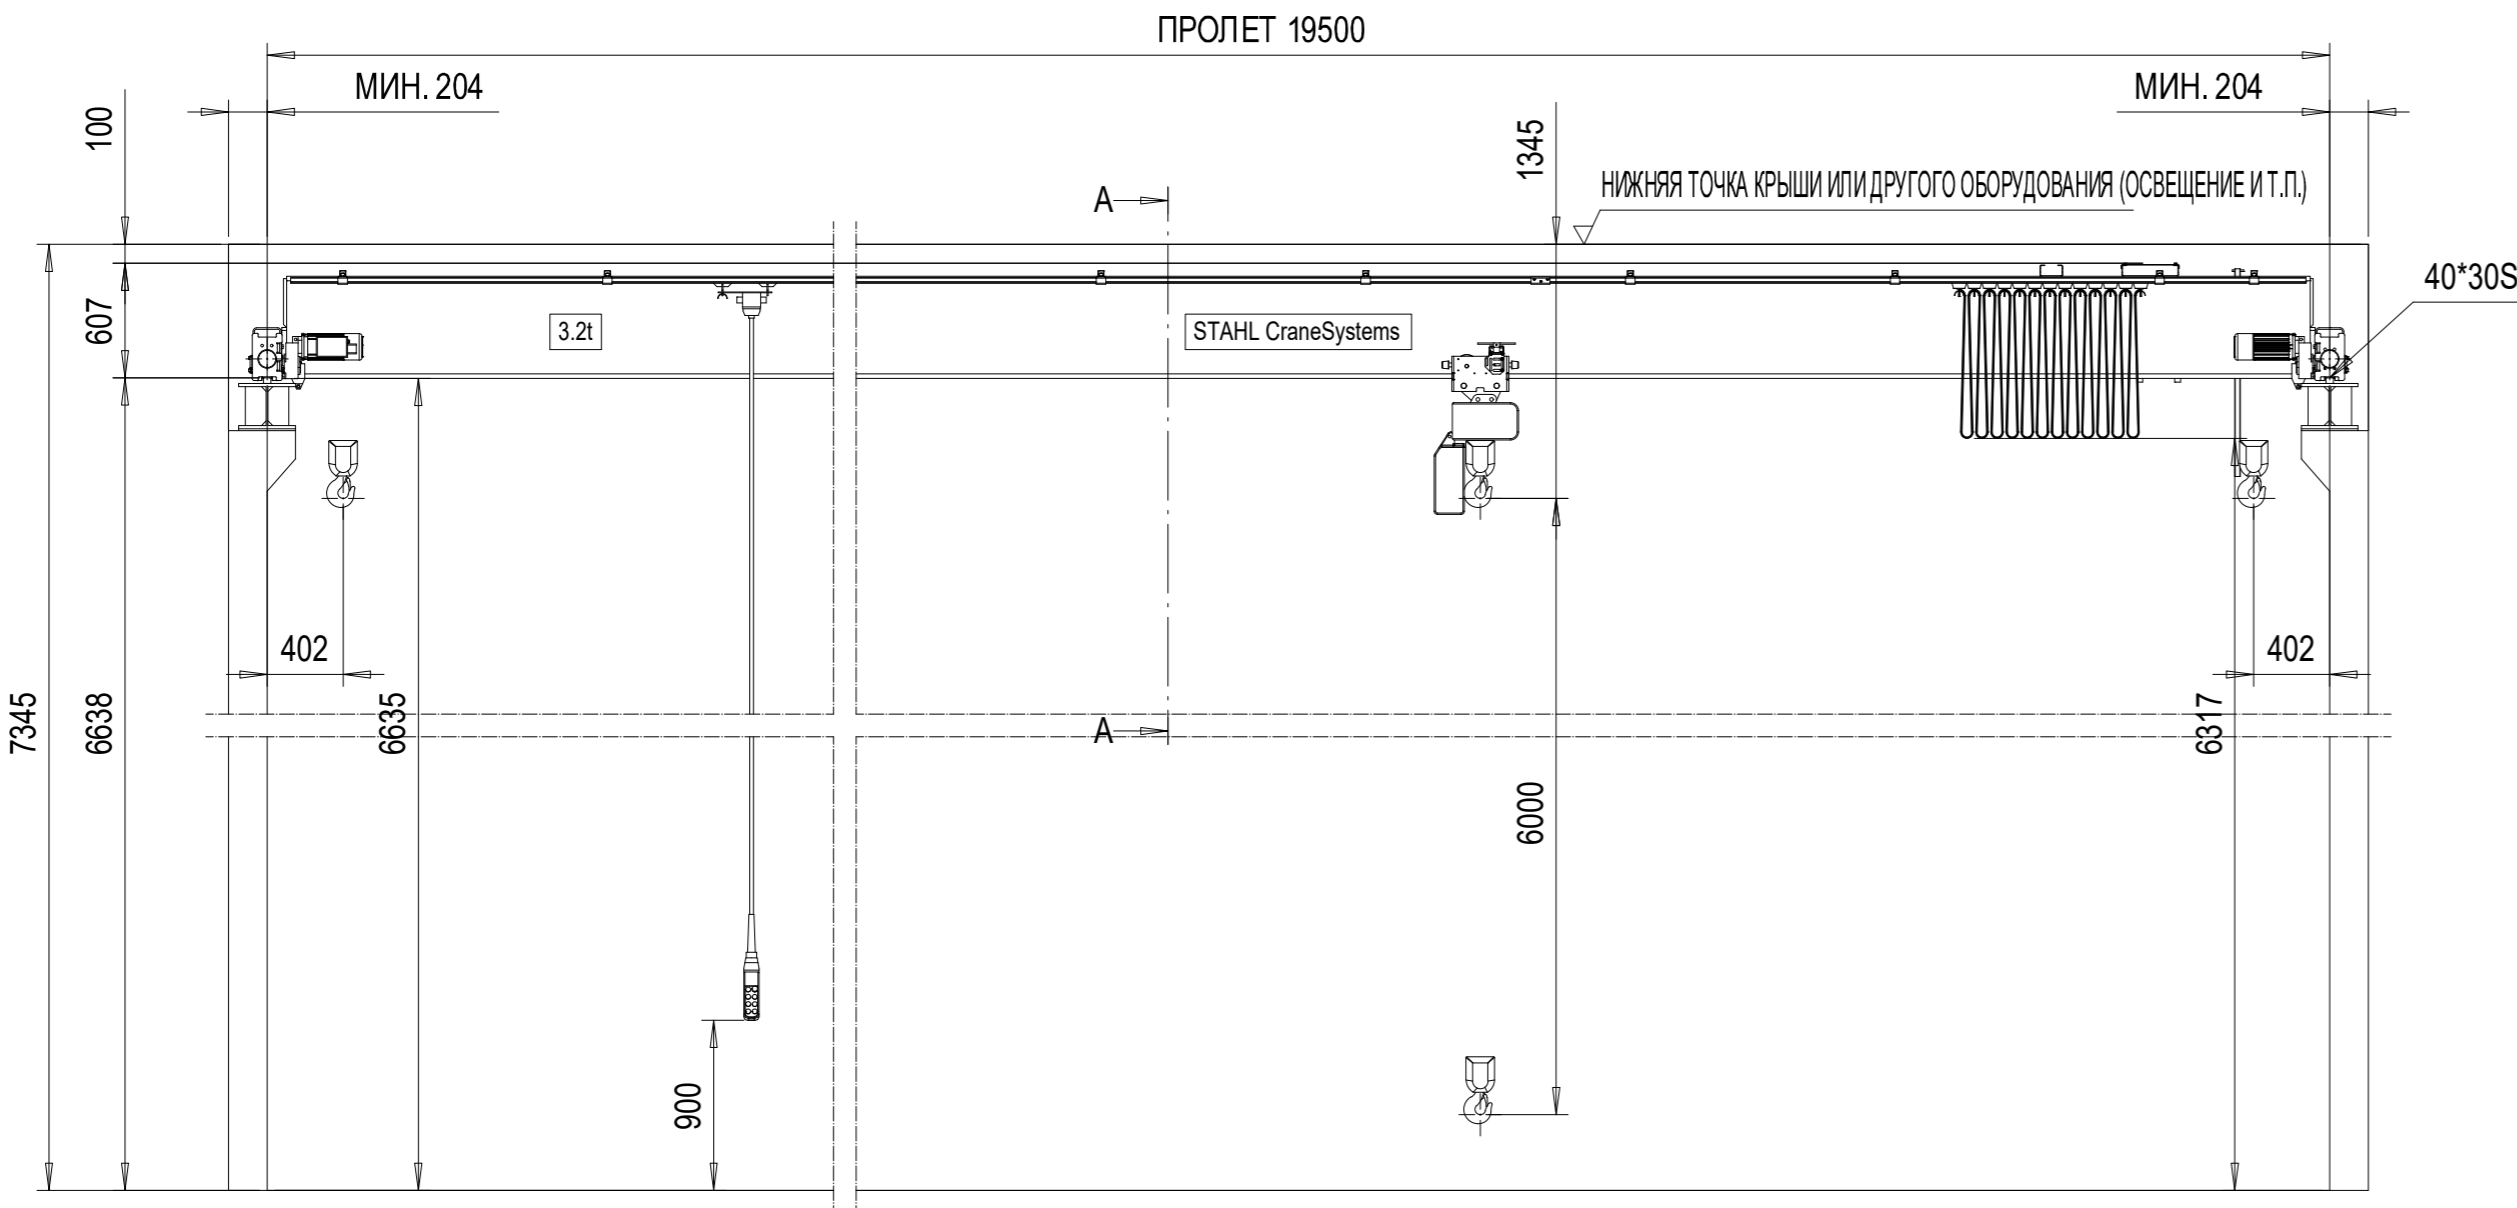 ПРОЛЕТ 19500
МИН. 204
МИН. 204
100
1345
НИЖНЯЯ ТОЧКА КРЫШИ ИЛИ ДРУГОГО ОБОРУДОВАНИЯ (ОСВЕЩЕНИЕ И Т.П.)
A
40*30S
607
3.2t
STAHL CraneSystems
402
402
7345
6638
6635
A
6317
6000
900